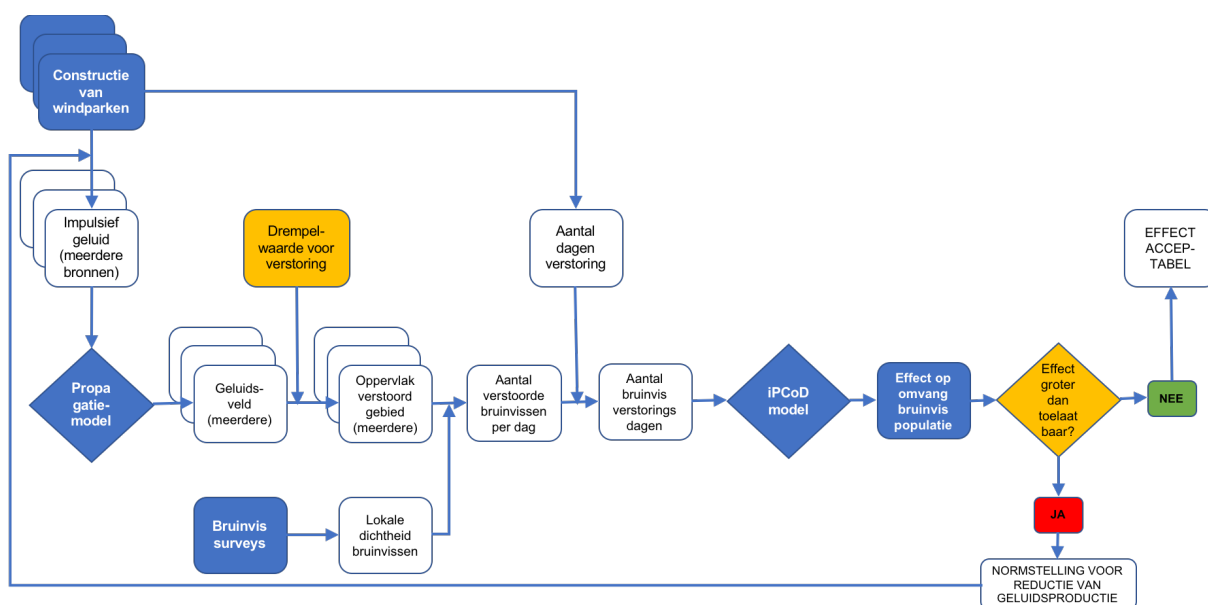 Constructie
van
windparken
Impulsief
geluid
(meerdere
bronnen)
Drempel-
waarde voor
verstoring
Aantal
dagen
verstoring
EFFECT
ACCEP-
TABEL
Propa
gatie-
model
Geluids-
veld
(meerdere)
Oppervlak
verstoord
gebied
(meerdere)
Aantal
verstoorde
bruinvissen
per dag
Aantal
bruinvis
verstorings
dagen
iPCoD
model
Effect op
omvang
bruinvis
populatie
Effect
groter
dan
toelaat
baar?
NEE
Bruinvis
surveys
Lokale
dichtheid
bruinvissen
JA
NORMSTELLING VOOR
REDUCTIE VAN
GELUIDSPRODUCTIE